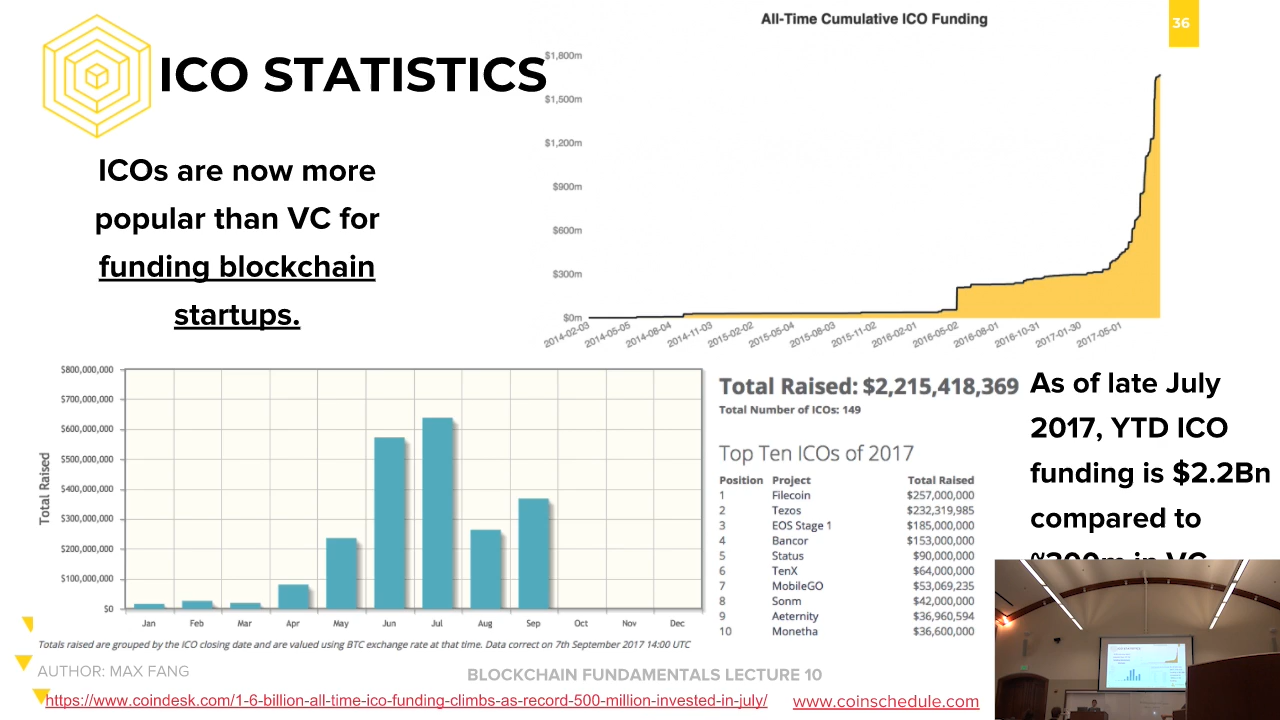 36
ICO STATISTICS
ICOs are now more
popular than VC for
funding blockchain
startups.
All-Time Cumulative ICO Funding
$1,800m
$1,500m
$1,200m
$900m
$600m
$300m
$0m
2014-02-03 2014-05-05 2014-08-04 2014-11-03 2015-02-02 2015-05-04 2015-08-03 2015-11-02 2016-02-01 2016-05-02 2016-08-01 2016-10-31 2017-01-30 2017-05-01
Total Raised
$800,000,000
$700,000,000
$600,000,000
$500,000,000
$400,000,000
$300,000,000
$200,000,000
$100,000,000
$0
Jan Feb Mar Apr May Jun Jul Aug Sep Oct Nov Dec
Totals raised are grouped by the ICO closing date and are valued using BTC exchange rate at that time. Data correct on 7th September 2017 14:00 UTC
Total Raised: $2,215,418,369
Total Number of ICOs: 149
Top Ten ICOs of 2017
Position Project Total Raised
1 Filecoin $257,000,000
2 Tezos $232,319,985
3 EOS Stage 1 $185,000,000
4 Bancor $153,000,000
5 Status $90,000,000
6 TenX $64,000,000
7 MobileGO $53,069,235
8 Sonm $42,000,000
9 Aeternity $36,960,594
10 Monetha $36,600,000
As of late July
2017, YTD ICO
funding is $2.2Bn
compared to
AUTHOR: MAX FANG
BLOCKCHAIN FUNDAMENTALS LECTURE 10
https://www.coindesk.com/1-6-billion-all-time-ico-funding-climbs-as-record-500-million-invested-in-july/
www.coinschedule.com